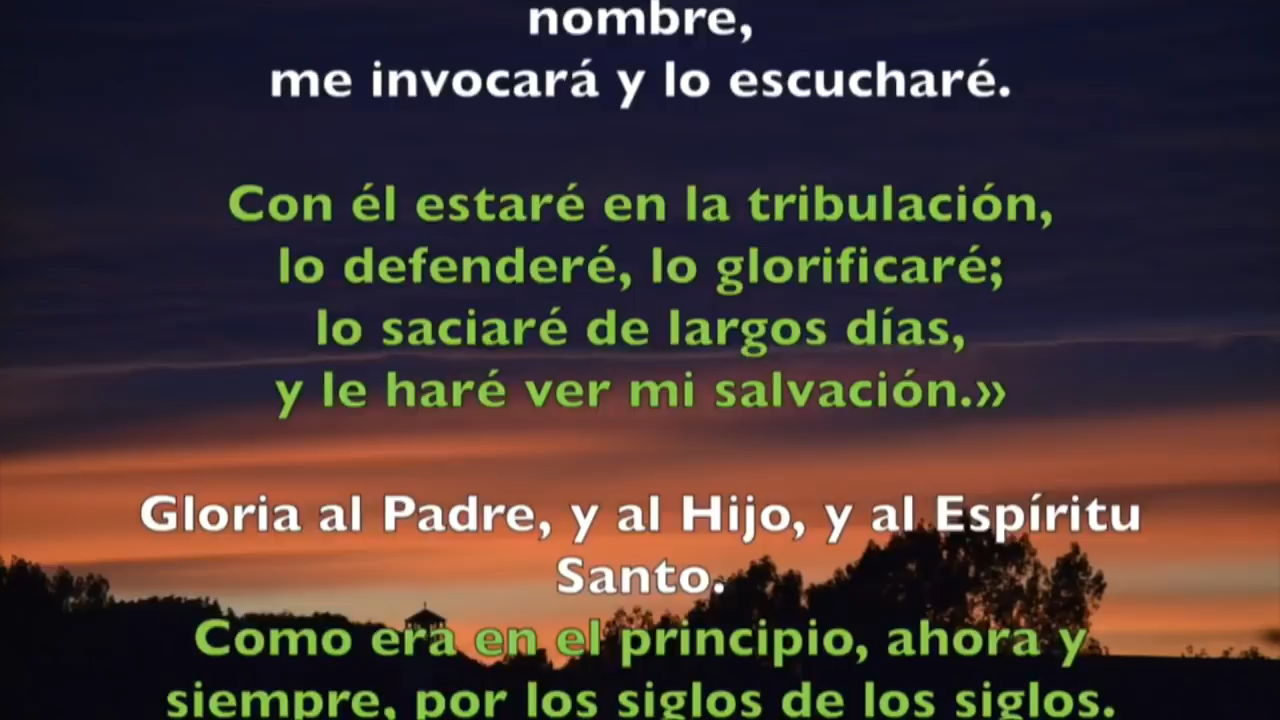 nombre,
me invocará y lo escucharé.
Con él estaré en la tribulación,
lo defenderé, lo glorificaré;
lo saciaré de largos días,
y le haré ver mi salvación.»
Gloria al Padre, y al Hijo, y al Espíritu
Santo.
Como era en el principio, ahora y
siempre, por los siglos de los siglos.